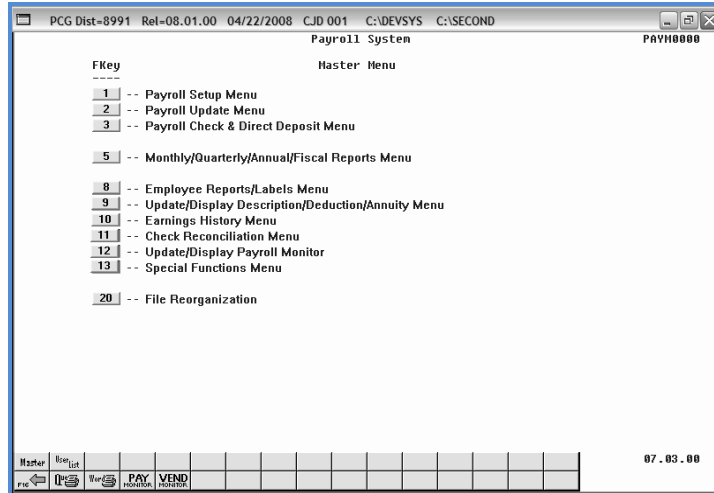 PCG Dist=8991 Rel=08.01.00 04/22/2008 CJD 001 C:\DEVSYS C:\SECOND
Payroll System PAYM0000
FKey Master Menu
----
1 -- Payroll Setup Menu
2 -- Payroll Update Menu
3 -- Payroll Check & Direct Deposit Menu
5 -- Monthly/Quarterly/Annual/Fiscal Reports Menu
8 -- Employee Reports/Labels Menu
9 -- Update/Display Description/Deduction/Annuity Menu
10 -- Earnings History Menu
11 -- Check Reconciliation Menu
12 -- Update/Display Payroll Monitor
13 -- Special Functions Menu
20 -- File Reorganization
Master User List 07.03.00
F16 Que Word PAY MONITOR VEND MONITOR